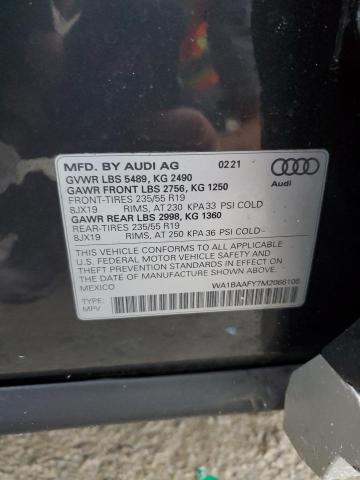 MFD. BY AUDI AG 02.21
GVWR LBS 5489, KG 2490
GAWR FRONT LBS 2756, KG 1250
FRONT-TIRES 235/55 R19
8JX19 RIMS, AT 230 KPA 33 PSI COLD
GAWR REAR LBS 2998, KG 1360
REAR-TIRES 235/55 R19
8JX19 RIMS, AT 250 KPA 36 PSI COLD
Audi
THIS VEHICLE CONFORMS TO ALL APPLICABLE
U.S. FEDERAL MOTOR VEHICLE SAFETY AND
THEFT PREVENTION STANDARDS IN EFFECT ON
THE DATE OF MANUFACTURE SHOWN ABOVE.
MEXICO
WA1BAAFY7M2066106
TYPE:
MPV